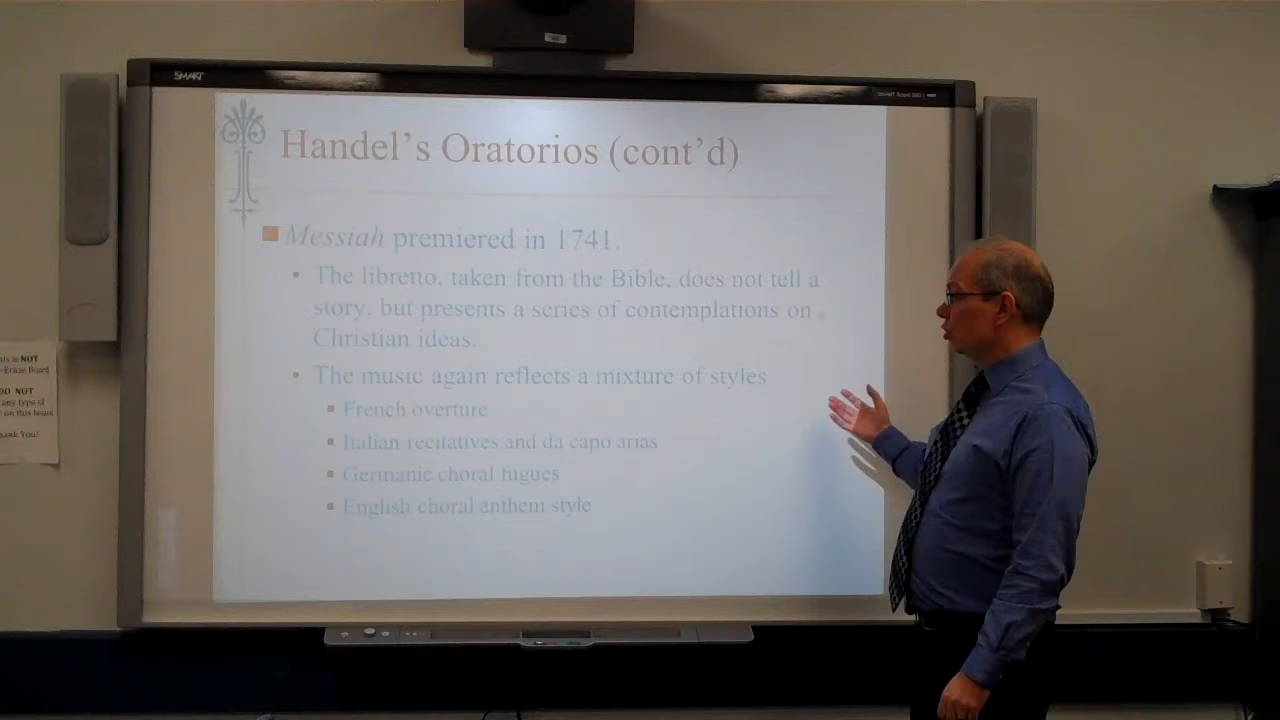 SMART
Handel's Oratorios (cont'd)
Messiah premiered in 1741.
The libretto, taken from the Bible, does not tell a
story, but presents a series of contemplations on
Christian ideas.
The music again reflects a mixture of styles
French overture
Italian recitatives and da capo arias
Germanic choral fugues
English choral anthem style
is NOT
-Erase Board
DO NOT
any type of
on this board
Thank You!